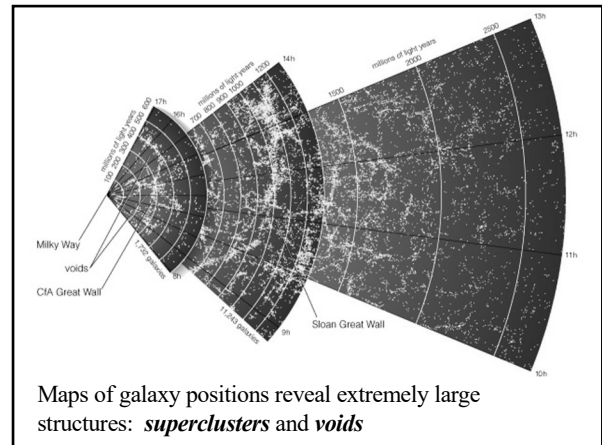 13h
2500
millions of light years
2000
14h
1500
millions of light years
1200
1000
900
800
700
17h
16h
millions of light years
600
500
400
300
200
100
12h
Milky Way
voids
CfA Great Wall
1,732 galaxies
8h
11h
11,243 galaxies
9h
Sloan Great Wall
10h
Maps of galaxy positions reveal extremely large
structures: superclusters and voids